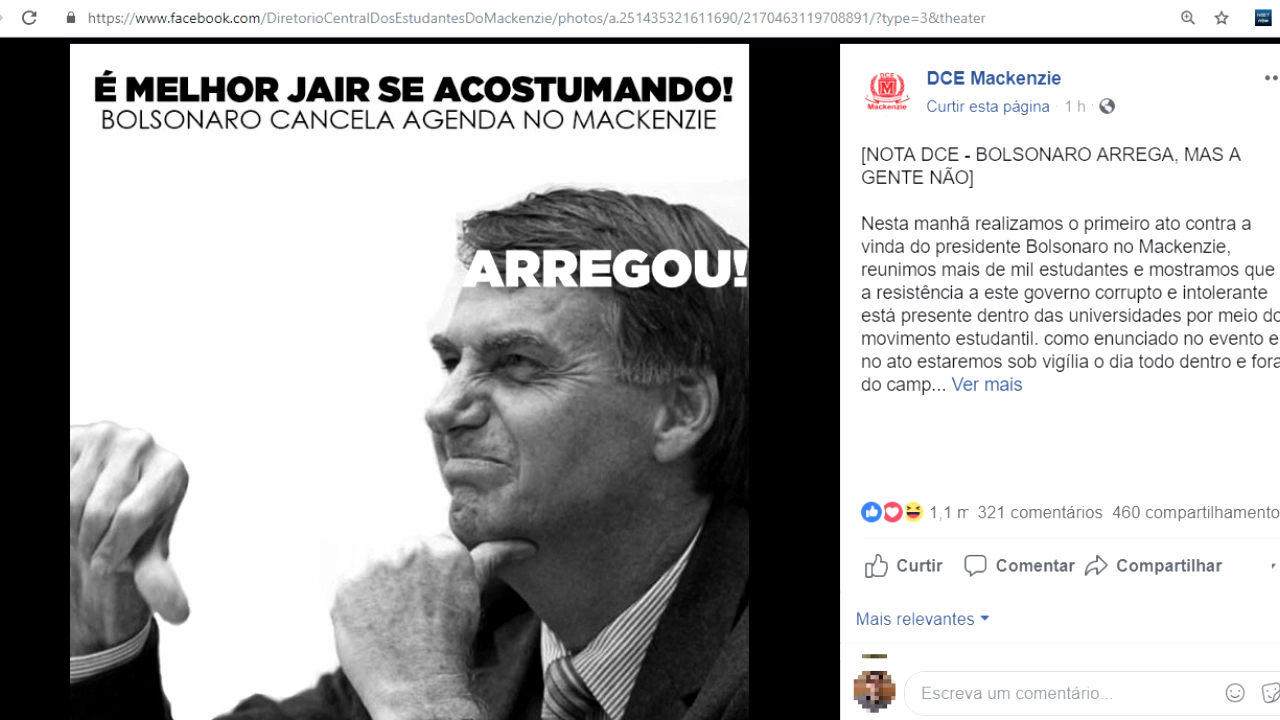 https://www.facebook.com/DiretorioCentralDosEstudantesDoMackenzie/photos/a.251435321611690/2170463119708891/?type=3&theater
É MELHOR JAIR SE ACOSTUMANDO!
BOLSONARO CANCELA AGENDA NO MACKENZIE
ARREGOU!
DCE
M
Mackenzie
DCE Mackenzie
Curtir esta página · 1 h ·
[NOTA DCE - BOLSONARO ARREGA, MAS A
GENTE NÃO]
Nesta manhã realizamos o primeiro ato contra a
vinda do presidente Bolsonaro no Mackenzie,
reunimos mais de mil estudantes e mostramos que
a resistência a este governo corrupto e intolerante
está presente dentro das universidades por meio do
movimento estudantil. como enunciado no evento e
no ato estaremos sob vigília o dia todo dentro e fora
do camp... Ver mais
1,1 m 321 comentários 460 compartilhamento
Curtir Comentar Compartilhar
Mais relevantes
Escreva um comentário...